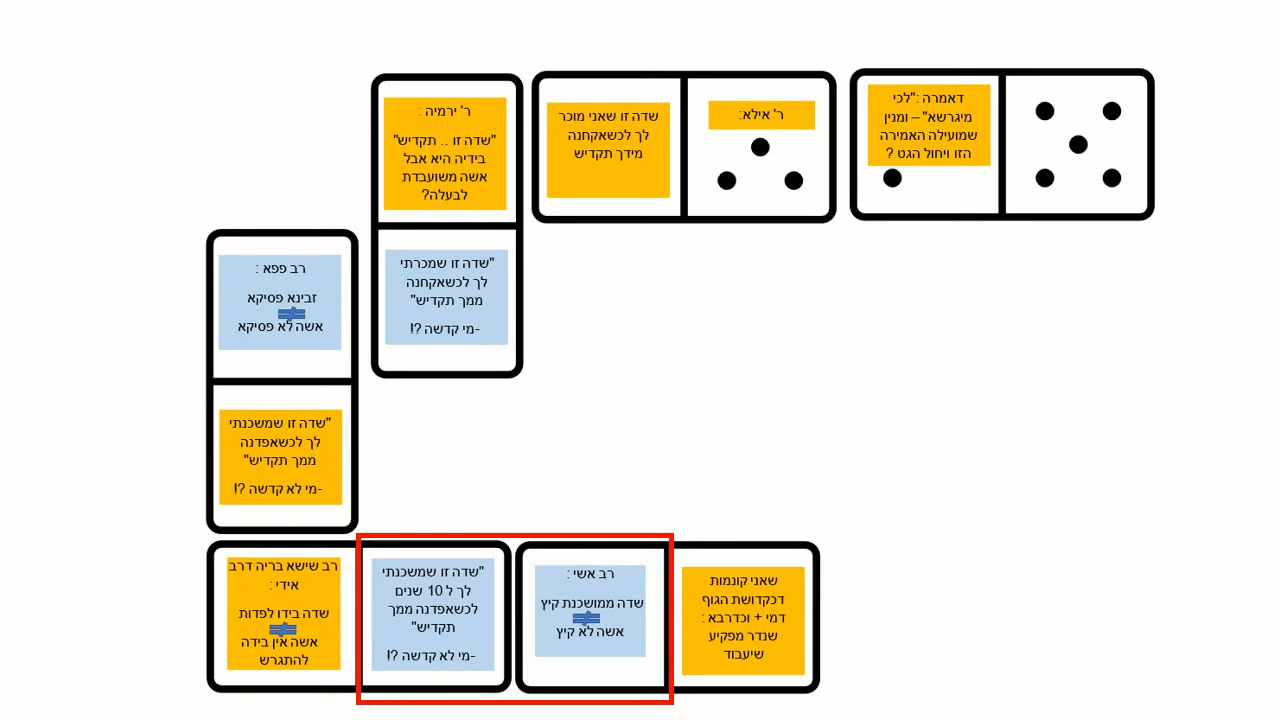 דאמרה :"לכי
מיגרשא" – ומנין
שמועילה האמירה
הזו ויחול הגט ?
ר' אילא:
שדה זו שאני מוכר
לך לכשאקחנה
מידך תקדיש
ר' ירמיה :
"שדה זו .. תקדיש"
בידיה היא אבל
אשה משועבדת
לבעלה?
"שדה זו שמכרתי
לך לכשאקחנה
ממך תקדיש"
-מי קדשה ?!
רב פפא :
זבינא פסיקא
≠
אשה לא פסיקא
"שדה זו שמשכנתי
לך לכשאפדנה
ממך תקדיש"
-מי לא קדשה ?!
רב שישא בריה דרב
אידי :
שדה בידו לפדות
≠
אשה אין בידה
להתגרש
"שדה זו שמשכנתי
לך ל 10 שנים
לכשאפדנה ממך
תקדיש"
-מי לא קדשה ?!
רב אשי :
שדה ממושכנת קיץ
≠
אשה לא קיץ
שאני קונמות
דכקדושת הגוף
דמי + וכדרבא :
שנדר מפקיע
שיעבוד